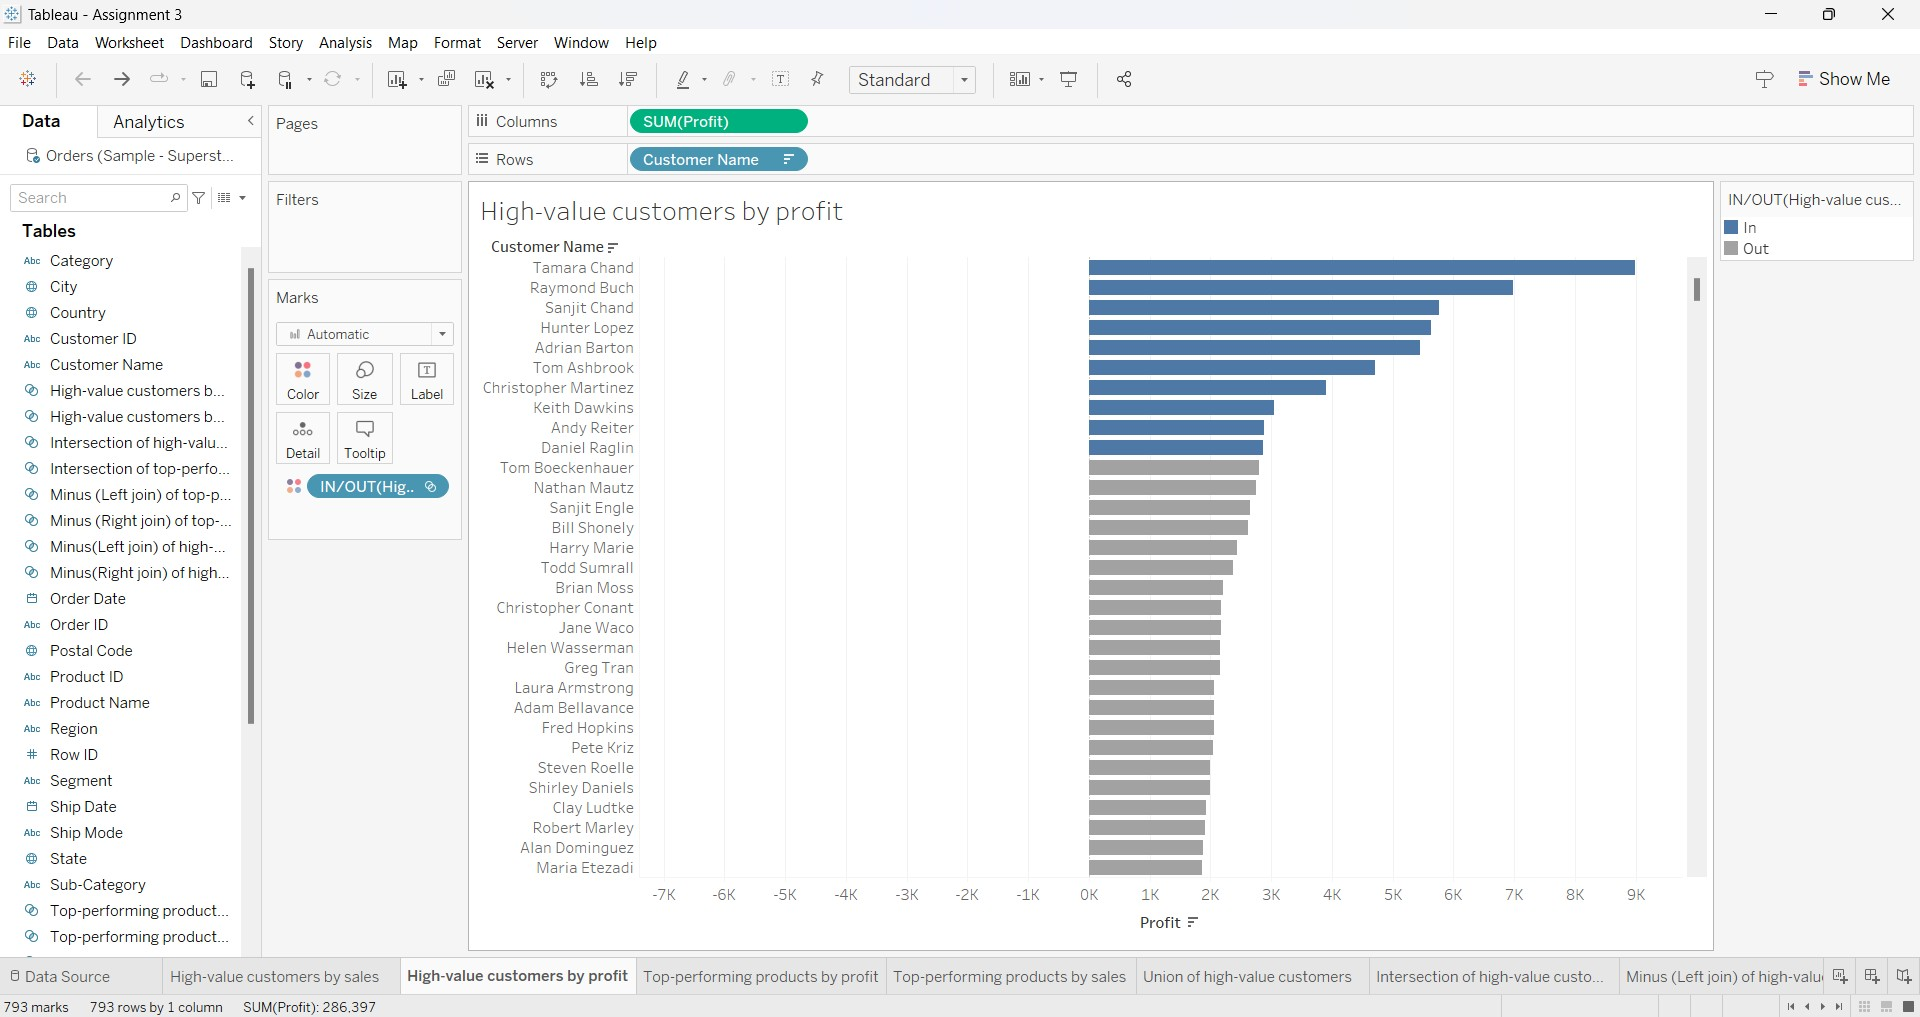 Tableau - Assignment 3
File Data Worksheet Dashboard Story Analysis Map Format Server Window Help
Standard
Show Me
Data Analytics
Orders (Sample - Superst...
Search
Tables
Abc Category
City
Country
Abc Customer ID
Abc Customer Name
High-value customers b...
High-value customers b...
Intersection of high-valu...
Intersection of top-perfo...
Minus (Left join) of top-p...
Minus (Right join) of top-...
Minus(Left join) of high-...
Minus(Right join) of high...
Order Date
Abc Order ID
Postal Code
Abc Product ID
Abc Product Name
Abc Region
# Row ID
Abc Segment
Ship Date
Abc Ship Mode
State
Abc Sub-Category
Top-performing product...
Top-performing product...
Pages
Filters
Marks
Automatic
Color Size Label
Detail Tooltip
IN/OUT(Hig..
Columns SUM(Profit)
Rows Customer Name
High-value customers by profit
Customer Name
Tamara Chand
Raymond Buch
Sanjit Chand
Hunter Lopez
Adrian Barton
Tom Ashbrook
Christopher Martinez
Keith Dawkins
Andy Reiter
Daniel Raglin
Tom Boeckenhauer
Nathan Mautz
Sanjit Engle
Bill Shonely
Harry Marie
Todd Sumrall
Brian Moss
Christopher Conant
Jane Waco
Helen Wasserman
Greg Tran
Laura Armstrong
Adam Bellavance
Fred Hopkins
Pete Kriz
Steven Roelle
Shirley Daniels
Clay Ludtke
Robert Marley
Alan Dominguez
Maria Etezadi
-7K -6K -5K -4K -3K -2K -1K 0K 1K 2K 3K 4K 5K 6K 7K 8K 9K
Profit
IN/OUT(High-value cus...
In
Out
Data Source High-value customers by sales High-value customers by profit Top-performing products by profit Top-performing products by sales Union of high-value customers Intersection of high-value custo... Minus (Left join) of high-valu
793 marks 793 rows by 1 column SUM(Profit): 286,397